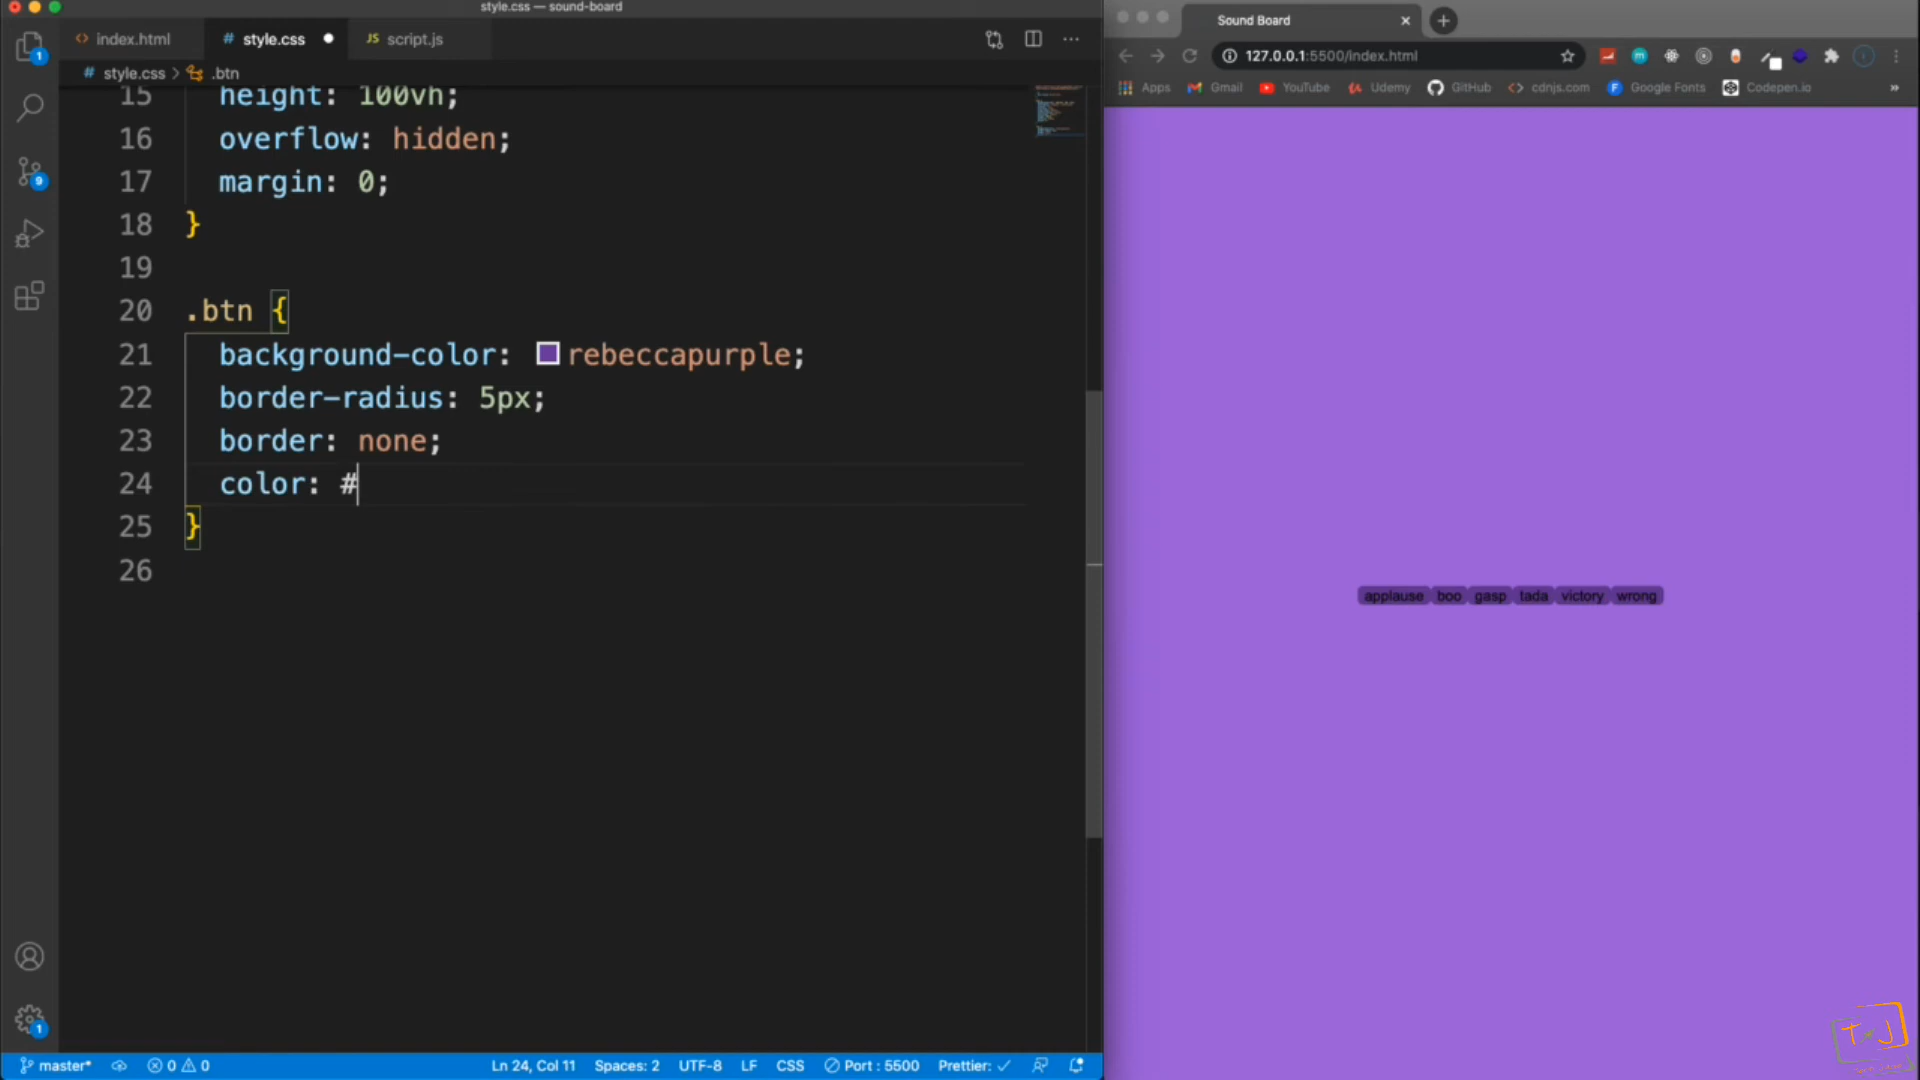 style.css — sound-board
index.html
# style.css
JS script.js
# style.css > .btn
15 height: 100vh;
16 overflow: hidden;
17 margin: 0;
18 }
19
20 .btn {
21 background-color: rebeccapurple;
22 border-radius: 5px;
23 border: none;
24 color: #
25 }
26
1
9
1
master* 0 0 Ln 24, Col 11 Spaces: 2 UTF-8 LF CSS Port : 5500 Prettier: ✓
Sound Board
127.0.0.1:5500/index.html
Apps Gmail YouTube Udemy GitHub cdnjs.com Google Fonts Codepen.io »
applause boo gasp tada victory wrong